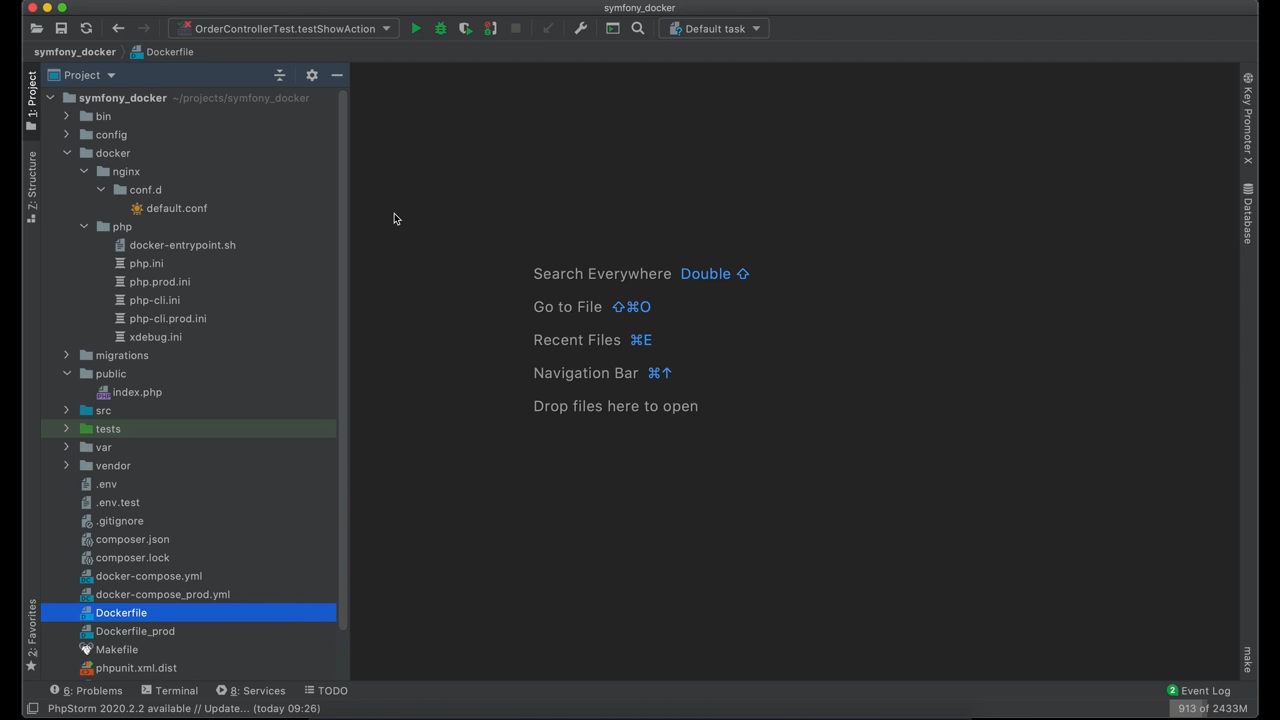 symfony_docker
OrderControllerTest.testShowAction
Default task
symfony_docker
Dockerfile
1: Project
Z: Structure
2: Favorites
Project
symfony_docker ~/projects/symfony_docker
bin
config
docker
nginx
conf.d
default.conf
php
docker-entrypoint.sh
php.ini
php.prod.ini
php-cli.ini
php-cli.prod.ini
xdebug.ini
migrations
public
index.php
src
tests
var
vendor
.env
.env.test
.gitignore
composer.json
composer.lock
docker-compose.yml
docker-compose_prod.yml
Dockerfile
Dockerfile_prod
Makefile
phpunit.xml.dist
Search Everywhere Double ⇧
Go to File ⇧⌘O
Recent Files ⌘E
Navigation Bar ⌘↑
Drop files here to open
Key Promoter X
Database
make
6: Problems
Terminal
8: Services
TODO
2 Event Log
PhpStorm 2020.2.2 available // Update... (today 09:26)
913 of 2433M